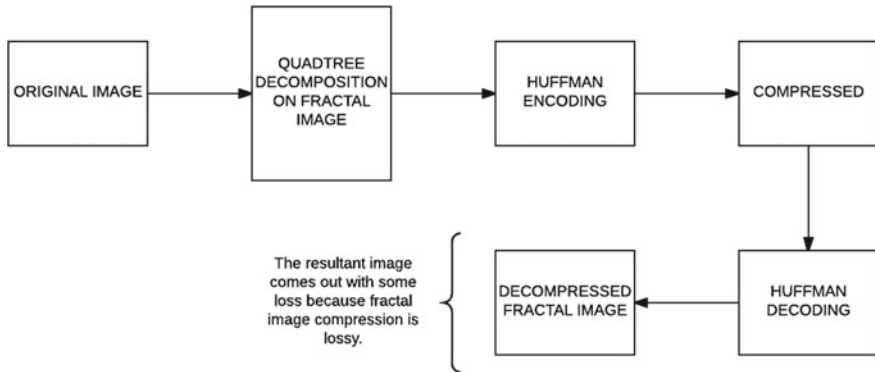 ORIGINAL IMAGE
QUADTREE
DECOMPOSITION
ON FRACTAL
IMAGE
HUFFMAN
ENCODING
COMPRESSED
The resultant image
comes out with some
loss because fractal
image compression is
lossy.
DECOMPRESSED
FRACTAL IMAGE
HUFFMAN
DECODING